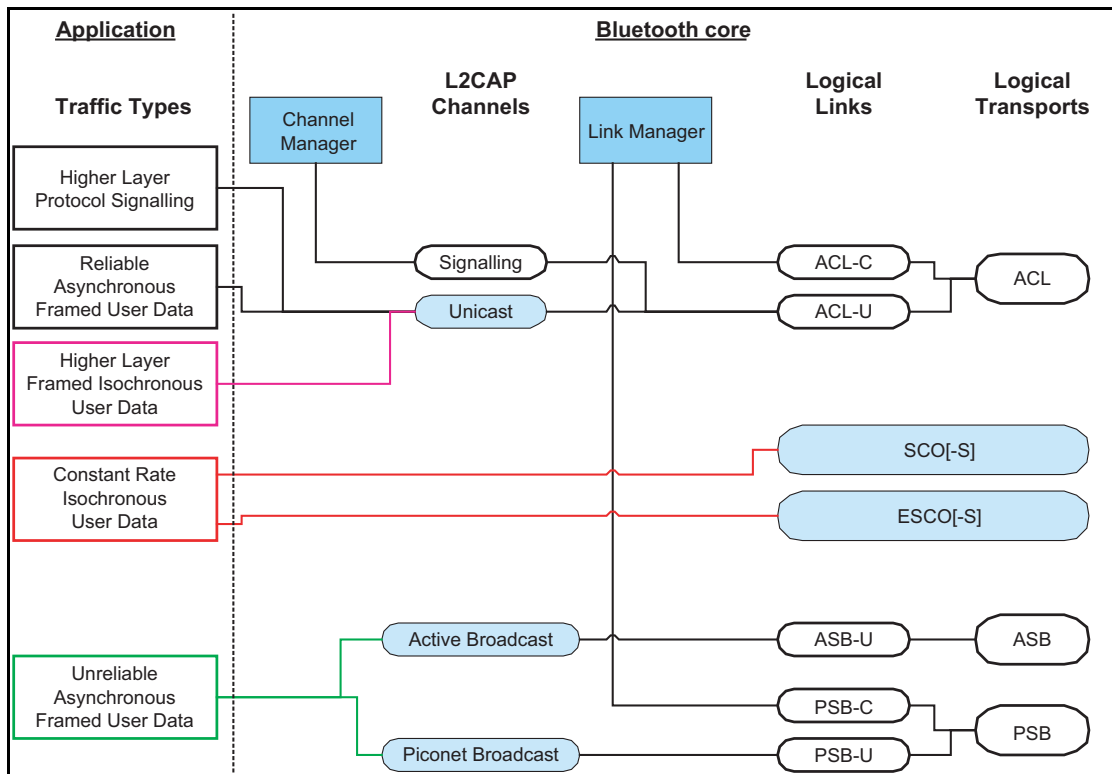 Application
Bluetooth core
Traffic Types
L2CAP
Channels
Logical
Links
Logical
Transports
Channel
Manager
Link Manager
Higher Layer
Protocol Signalling
Reliable
Asynchronous
Framed User Data
Signalling
ACL-C
ACL
Unicast
ACL-U
Higher Layer
Framed Isochronous
User Data
Constant Rate
Isochronous
User Data
SCO[-S]
ESCO[-S]
Unreliable
Asynchronous
Framed User Data
Active Broadcast
ASB-U
ASB
PSB-C
PSB
Piconet Broadcast
PSB-U